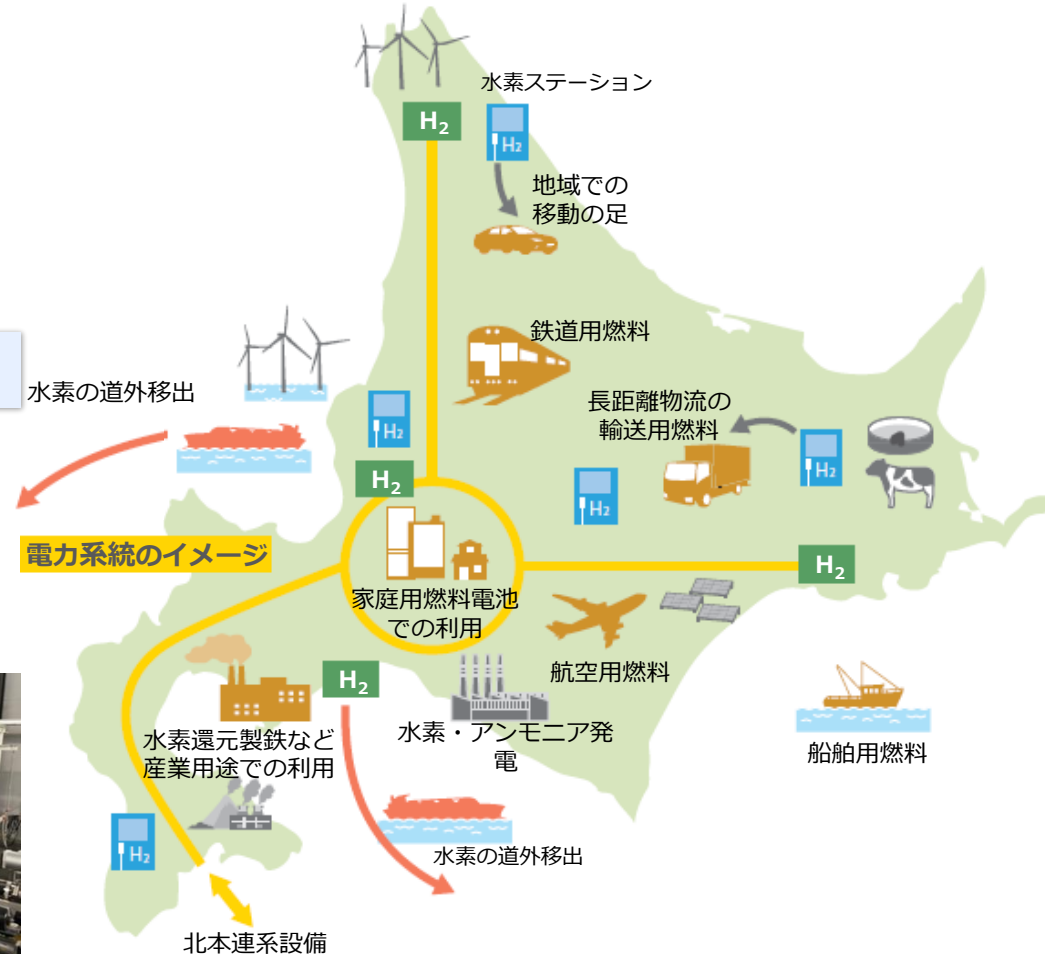 水素ステーション
H₂
H₂
地域での
移動の足
鉄道用燃料
水素の道外移出
長距離物流の
輸送用燃料
H₂
H₂
H₂
H₂
電力系統のイメージ
H₂
家庭用燃料電池
での利用
航空用燃料
H₂
水素・アンモニア発
電
水素還元製鉄など
産業用途での利用
船舶用燃料
H₂
水素の道外移出
北本連系設備